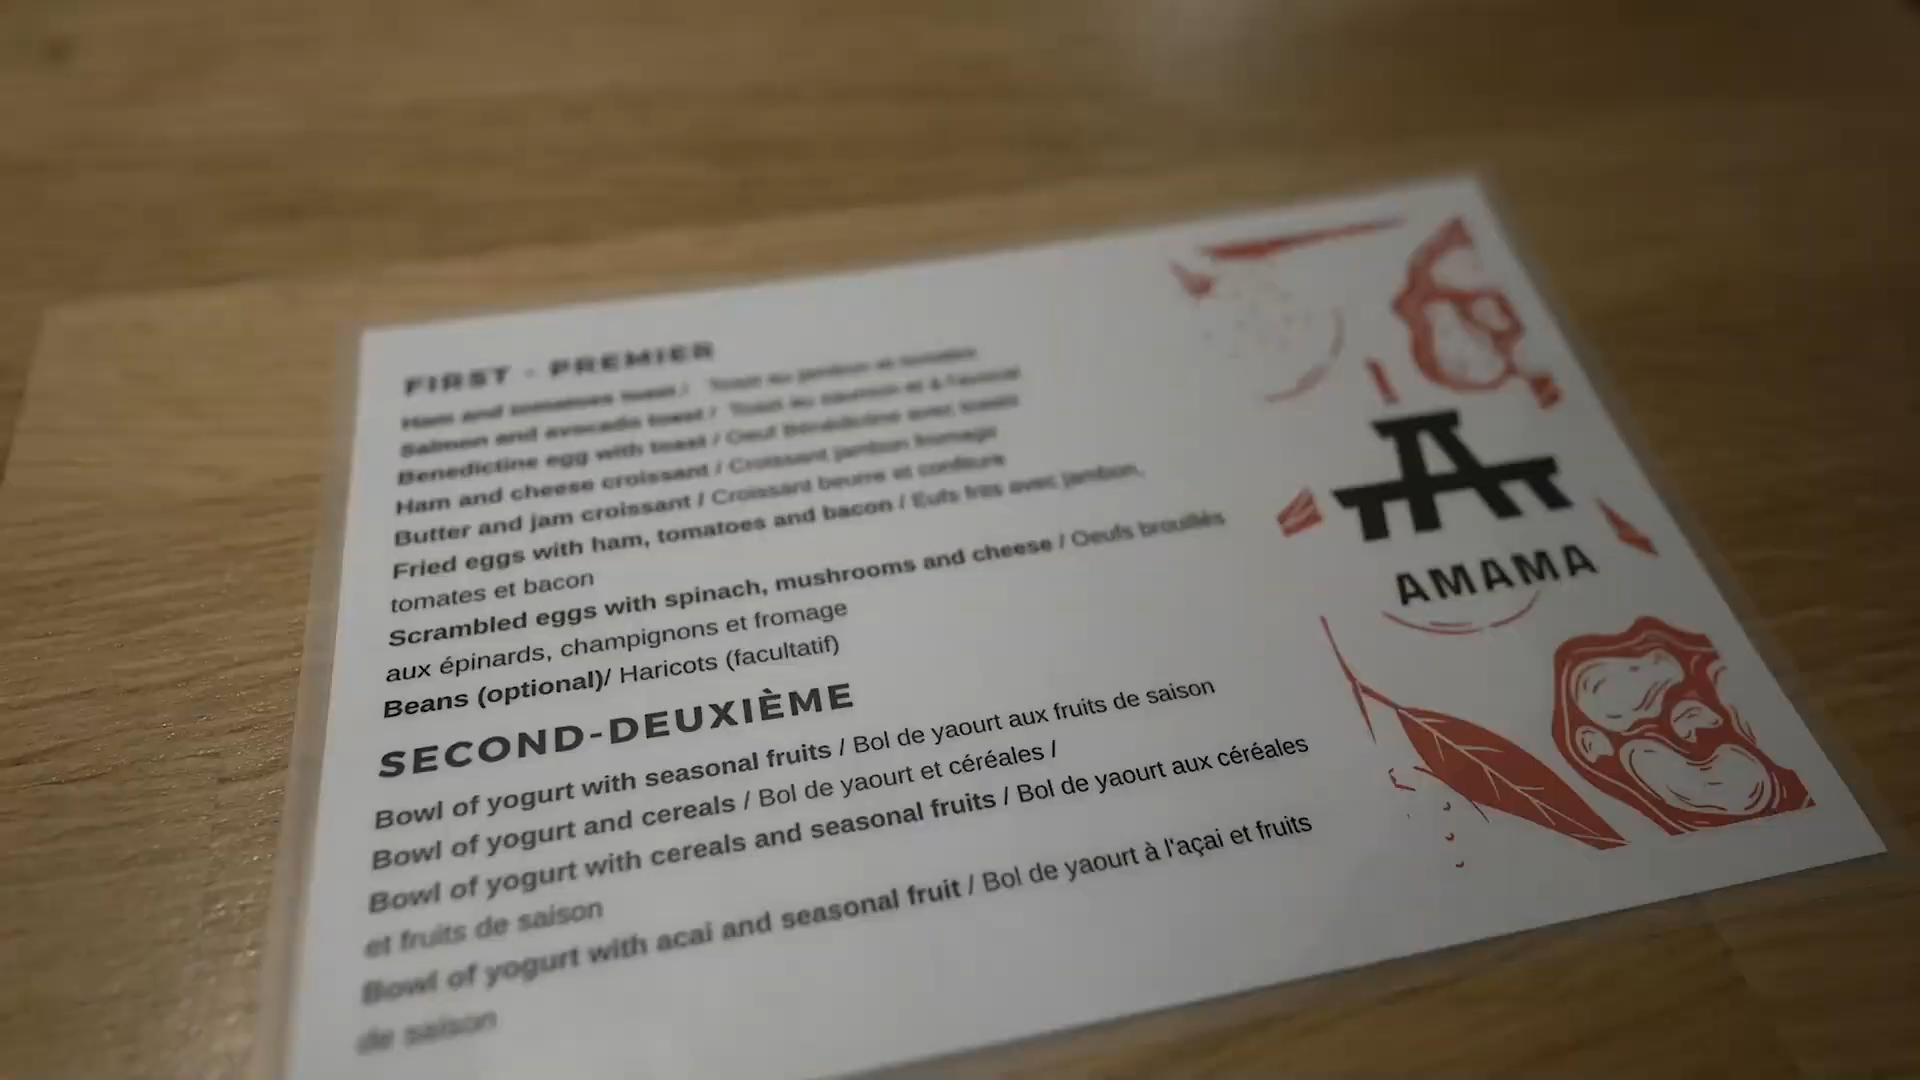 FIRST - PREMIER
Ham and tomatoes toast / Toast au jambon et tomates
Salmon and avocado toast / Toast au saumon et à l'avocat
Benedictine egg with toast / Oeuf Bénédictine avec toasts
Ham and cheese croissant / Croissant jambon fromage
Butter and jam croissant / Croissant beurre et confiture
Fried eggs with ham, tomatoes and bacon / Eufs frits avec jambon,
tomates et bacon
Scrambled eggs with spinach, mushrooms and cheese / Oeufs brouillés
aux épinards, champignons et fromage
Beans (optional)/ Haricots (facultatif)
SECOND-DEUXIÈME
Bowl of yogurt with seasonal fruits / Bol de yaourt aux fruits de saison
Bowl of yogurt and cereals / Bol de yaourt et céréales /
Bowl of yogurt with cereals and seasonal fruits / Bol de yaourt aux céréales
et fruits de saison
Bowl of yogurt with acai and seasonal fruit / Bol de yaourt à l'açai et fruits
de saison
AMAMA